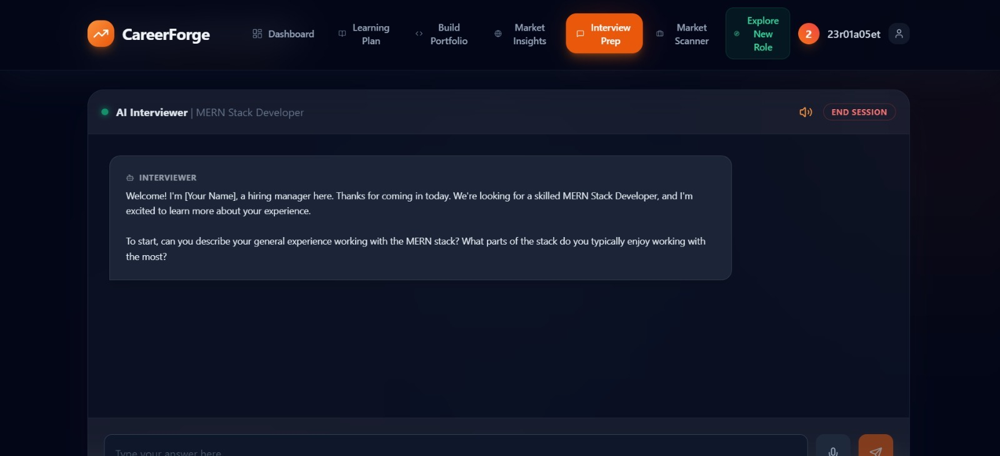 CareerForge
Dashboard
Learning
Plan
Build
Portfolio
Market
Insights
Interview
Prep
Market
Scanner
Explore
New
Role
2
23r01a05et
AI Interviewer | MERN Stack Developer
END SESSION
INTERVIEWER
Welcome! I'm [Your Name], a hiring manager here. Thanks for coming in today. We're looking for a skilled MERN Stack Developer, and I'm
excited to learn more about your experience.
To start, can you describe your general experience working with the MERN stack? What parts of the stack do you typically enjoy working with
the most?
Type your answer here